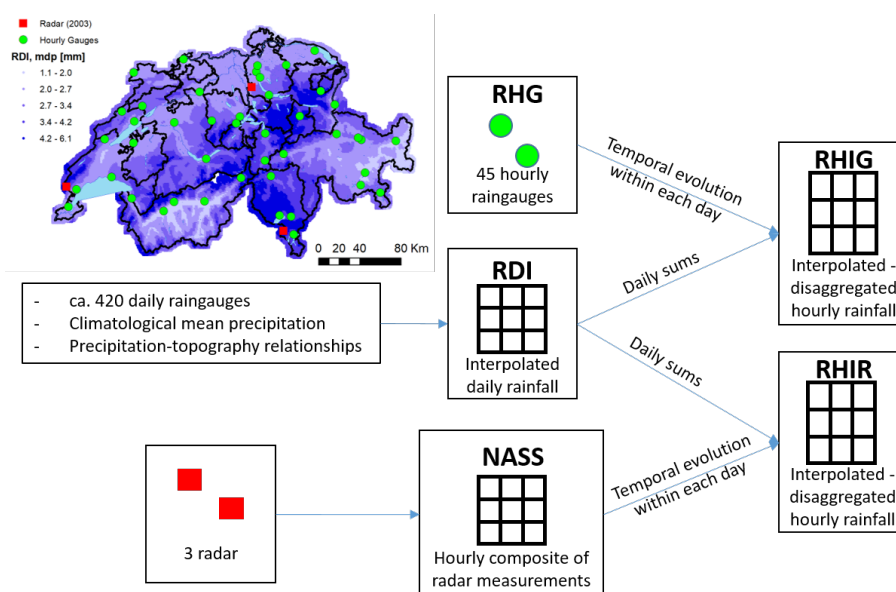 Radar (2003)
Hourly Gauges
RDI, mdp [mm]
1.1 - 2.0
2.0 - 2.7
2.7 - 3.4
3.4 - 4.2
4.2 - 6.1
0 20 40 80 Km
RHG
45 hourly
raingauges
Temporal evolution
within each day
RHIG
Interpolated -
disaggregated
hourly rainfall
- ca. 420 daily raingauges
- Climatological mean precipitation
- Precipitation-topography relationships
RDI
Interpolated
daily rainfall
Daily sums
Daily sums
RHIR
Interpolated -
disaggregated
hourly rainfall
3 radar
NASS
Hourly composite of
radar measurements
Temporal evolution
within each day